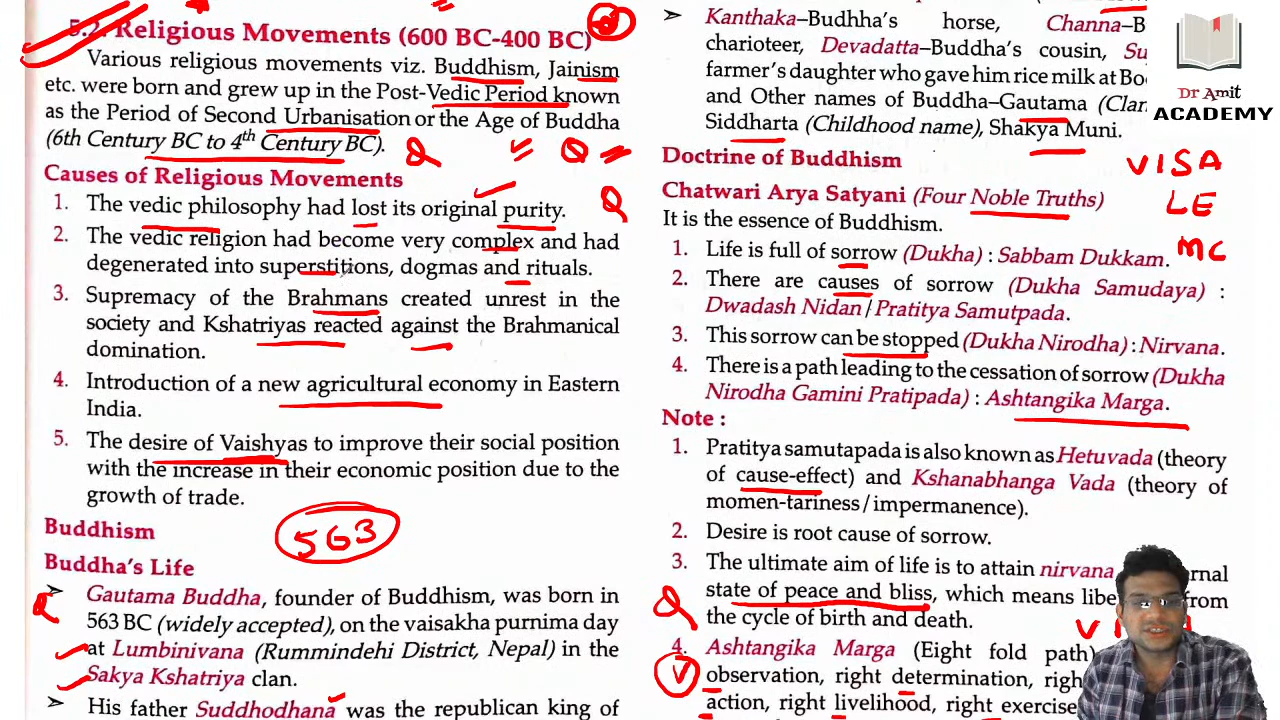 5.2. Religious Movements (600 BC-400 BC)
Various religious movements viz. Buddhism, Jainism
etc. were born and grew up in the Post-Vedic Period known
as the Period of Second Urbanisation or the Age of Buddha
(6th Century BC to 4th Century BC).
Causes of Religious Movements
1. The vedic philosophy had lost its original purity.
2. The vedic religion had become very complex and had
degenerated into superstitions, dogmas and rituals.
3. Supremacy of the Brahmans created unrest in the
society and Kshatriyas reacted against the Brahmanical
domination.
4. Introduction of a new agricultural economy in Eastern
India.
5. The desire of Vaishyas to improve their social position
with the increase in their economic position due to the
growth of trade.
563
Buddhism
Buddha's Life
➤ Gautama Buddha, founder of Buddhism, was born in
563 BC (widely accepted), on the vaisakha purnima day
at Lumbinivana (Rummindehi District, Nepal) in the
Sakya Kshatriya clan.
➤ His father Suddhodhana was the republican king of
➤ Kanthaka–Budhha's horse, Channa–B
charioteer, Devadatta–Buddha's cousin, Su
farmer's daughter who gave him rice milk at Bo
and Other names of Buddha–Gautama (Clan
Siddharta (Childhood name), Shakya Muni.
Dr Amit
ACADEMY
VISA
LE
MC
Doctrine of Buddhism
Chatwari Arya Satyani (Four Noble Truths)
It is the essence of Buddhism.
1. Life is full of sorrow (Dukha) : Sabbam Dukkam.
2. There are causes of sorrow (Dukha Samudaya) :
Dwadash Nidan/Pratitya Samutpada.
3. This sorrow can be stopped (Dukha Nirodha) : Nirvana.
4. There is a path leading to the cessation of sorrow (Dukha
Nirodha Gamini Pratipada) : Ashtangika Marga.
Note :
1. Pratitya samutapada is also known as Hetuvada (theory
of cause-effect) and Kshanabhanga Vada (theory of
momen-tariness/impermanence).
2. Desire is root cause of sorrow.
3. The ultimate aim of life is to attain nirvana ernal
state of peace and bliss, which means libe from
the cycle of birth and death.
4. Ashtangika Marga (Eight fold path)
V observation, right determination, righ
action, right livelihood, right exercise